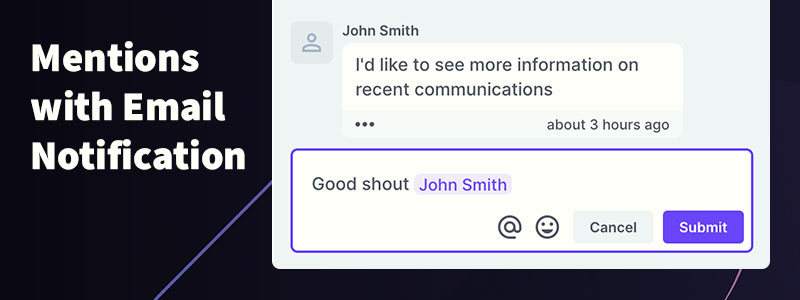 Mentions
with Email
Notification
John Smith
I'd like to see more information on
recent communications
about 3 hours ago
Good shout John Smith
Cancel
Submit